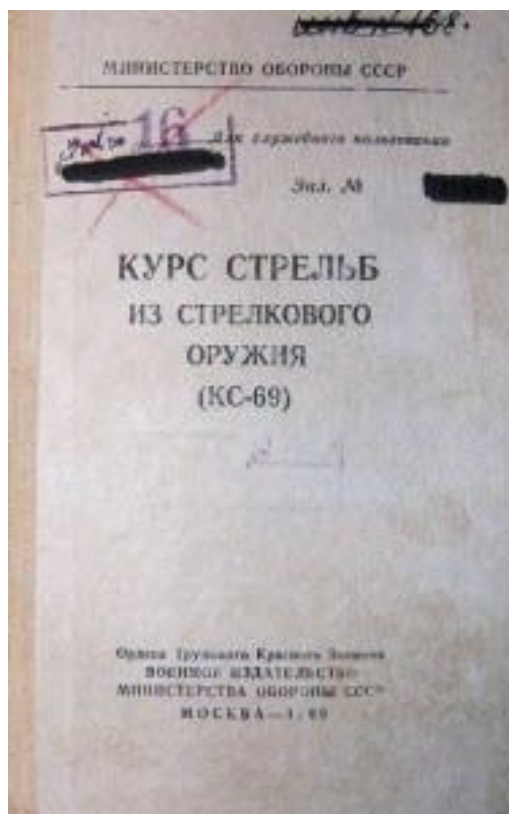 МИНИСТЕРСТВО ОБОРОНЫ СССР
16
Для служебного пользования
Экз. №
КУРС СТРЕЛЬБ
ИЗ СТРЕЛКОВОГО
ОРУЖИЯ
(КС-69)
Ордена Трудового Красного Знамени
ВОЕННОЕ ИЗДАТЕЛЬСТВО
МИНИСТЕРСТВА ОБОРОНЫ СССР
МОСКВА —